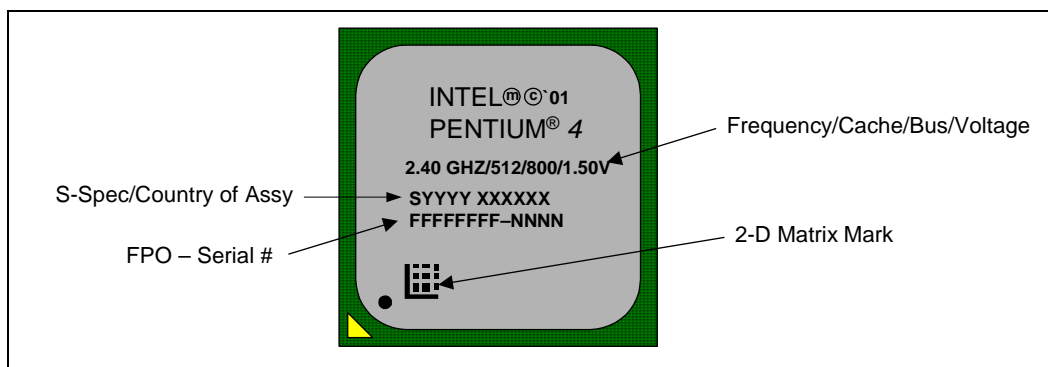 INTELⓜ©`01
PENTIUM® 4
Frequency/Cache/Bus/Voltage
2.40 GHZ/512/800/1.50V
S-Spec/Country of Assy
SYYYY XXXXXX
FFFFFFFF–NNNN
2-D Matrix Mark
FPO – Serial #